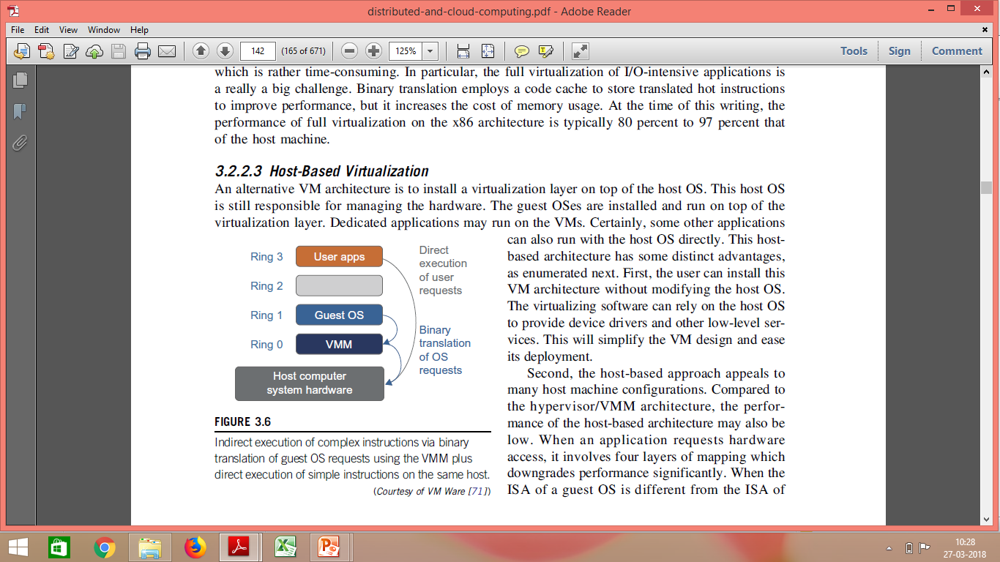 distributed-and-cloud-computing.pdf - Adobe Reader
File Edit View Window Help
142 (165 of 671) 125% Tools Sign Comment
which is rather time-consuming. In particular, the full virtualization of I/O-intensive applications is
a really a big challenge. Binary translation employs a code cache to store translated hot instructions
to improve performance, but it increases the cost of memory usage. At the time of this writing, the
performance of full virtualization on the x86 architecture is typically 80 percent to 97 percent that
of the host machine.
3.2.2.3 Host-Based Virtualization
An alternative VM architecture is to install a virtualization layer on top of the host OS. This host OS
is still responsible for managing the hardware. The guest OSes are installed and run on top of the
virtualization layer. Dedicated applications may run on the VMs. Certainly, some other applications
can also run with the host OS directly. This host-
based architecture has some distinct advantages,
as enumerated next. First, the user can install this
VM architecture without modifying the host OS.
The virtualizing software can rely on the host OS
to provide device drivers and other low-level ser-
vices. This will simplify the VM design and ease
its deployment.
Second, the host-based approach appeals to
many host machine configurations. Compared to
the hypervisor/VMM architecture, the perfor-
mance of the host-based architecture may also be
low. When an application requests hardware
access, it involves four layers of mapping which
downgrades performance significantly. When the
ISA of a guest OS is different from the ISA of
Ring 3 User apps
Ring 2
Ring 1 Guest OS
Ring 0 VMM
Host computer
system hardware
Direct
execution
of user
requests
Binary
translation
of OS
requests
FIGURE 3.6
Indirect execution of complex instructions via binary
translation of guest OS requests using the VMM plus
direct execution of simple instructions on the same host.
(Courtesy of VM Ware [71])
10:28
27-03-2018